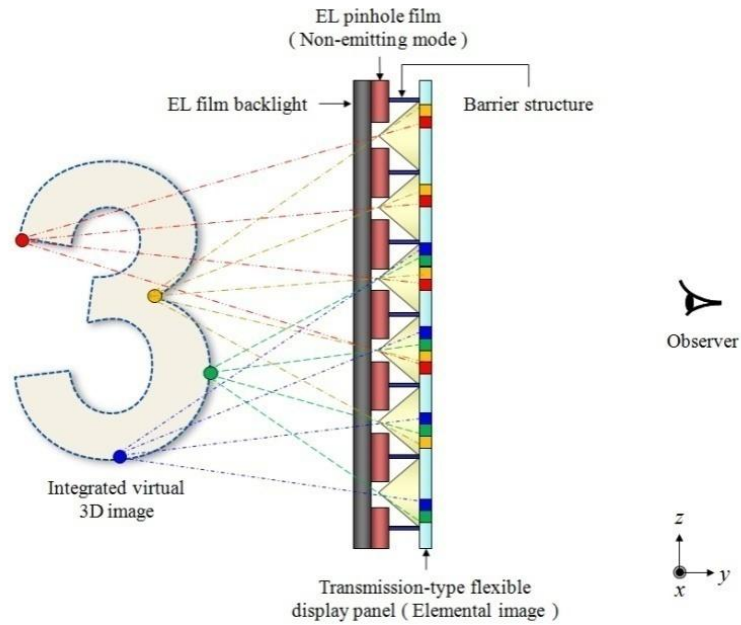 EL pinhole film
( Non-emitting mode )
EL film backlight
Barrier structure
3
Observer
Integrated virtual
3D image
z
y
x
Transmission-type flexible
display panel ( Elemental image )